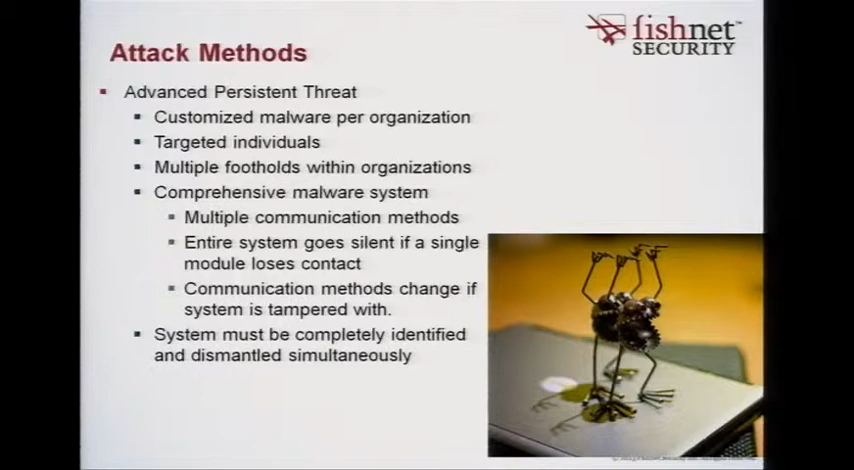 fishnet™
SECURITY
Attack Methods
Advanced Persistent Threat
Customized malware per organization
Targeted individuals
Multiple footholds within organizations
Comprehensive malware system
Multiple communication methods
Entire system goes silent if a single
module loses contact
Communication methods change if
system is tampered with.
System must be completely identified
and dismantled simultaneously